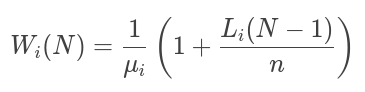 W_i(N) = \frac{1}{\mu_i} \left( 1 + \frac{L_i(N-1)}{n} \right)